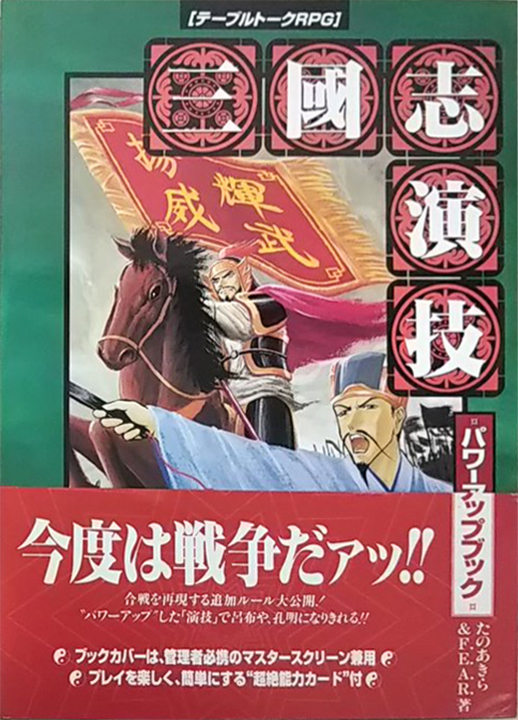 [テーブルトークRPG]
三國志
演技
パワーアップブック
揚威
輝武
今度は戦争だァッ!!
合戦を再現する追加ルール大公開!
“パワーアップ”した「演技」で呂布や、孔明になりきれる!!
ブックカバーは、管理者必携のマスタースクリーン兼用
プレイを楽しく、簡単にする“超絶能力カード”付
たのあきら
&F.E.A.R.著